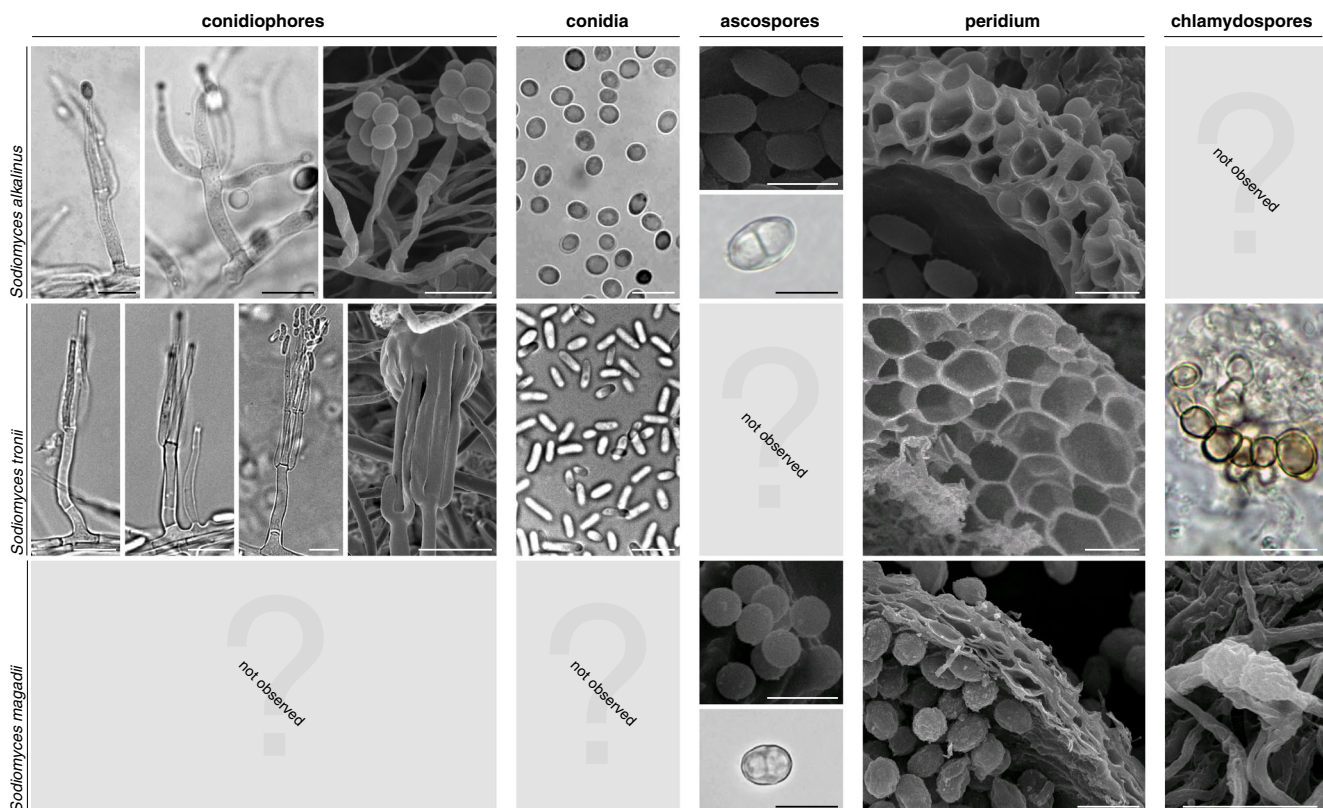 conidiophores conidia ascospores peridium chlamydospores
Sodiomyces alkalinus
?
not observed
Sodiomyces tronii
?
not observed
Sodiomyces magadii
?
not observed
?
not observed